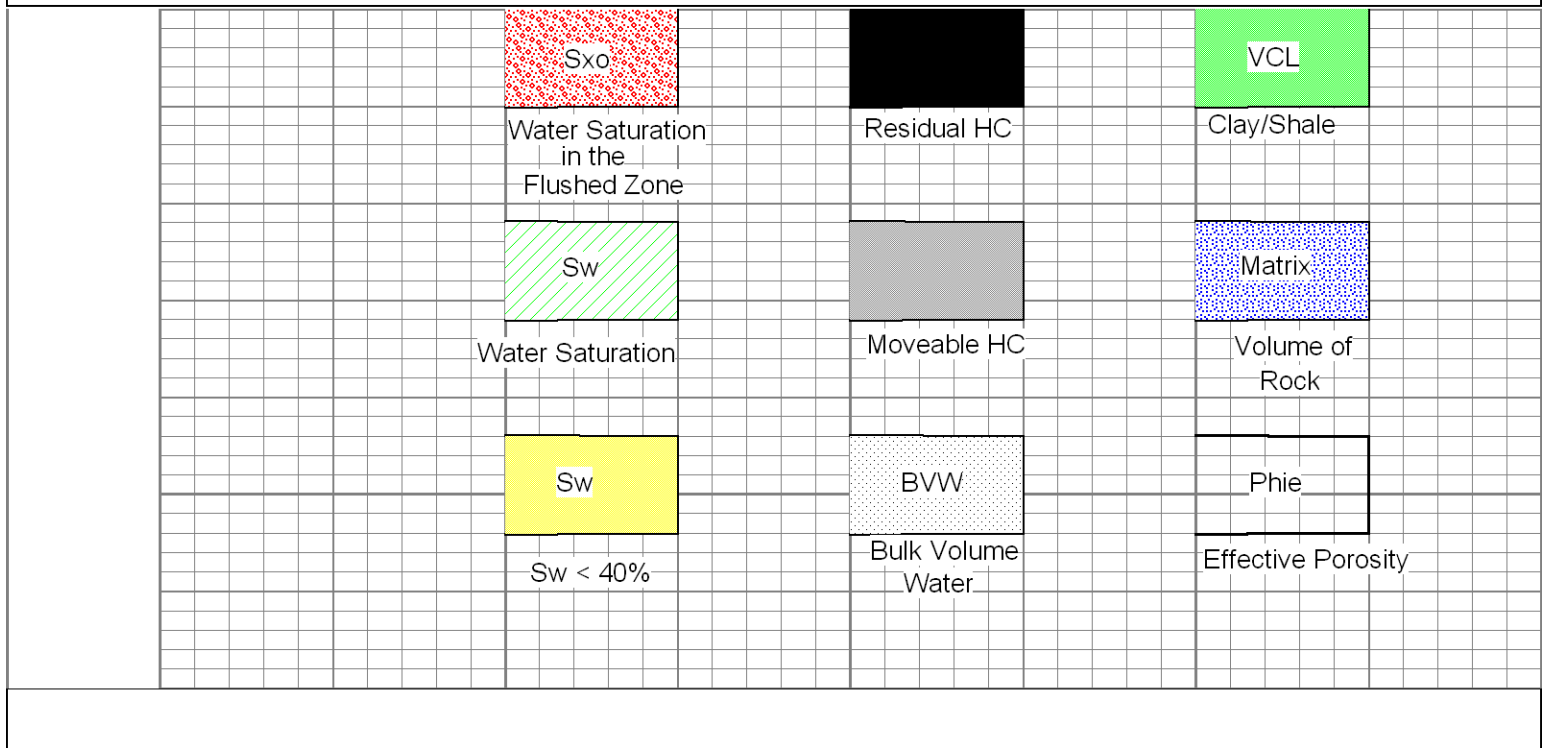 Sxo
VCL
Water Saturation
in the
Flushed Zone
Residual HC
Clay/Shale
Sw
Matrix
Water Saturation
Moveable HC
Volume of
Rock
Sw
BVW
Phie
Sw < 40%
Bulk Volume
Water
Effective Porosity